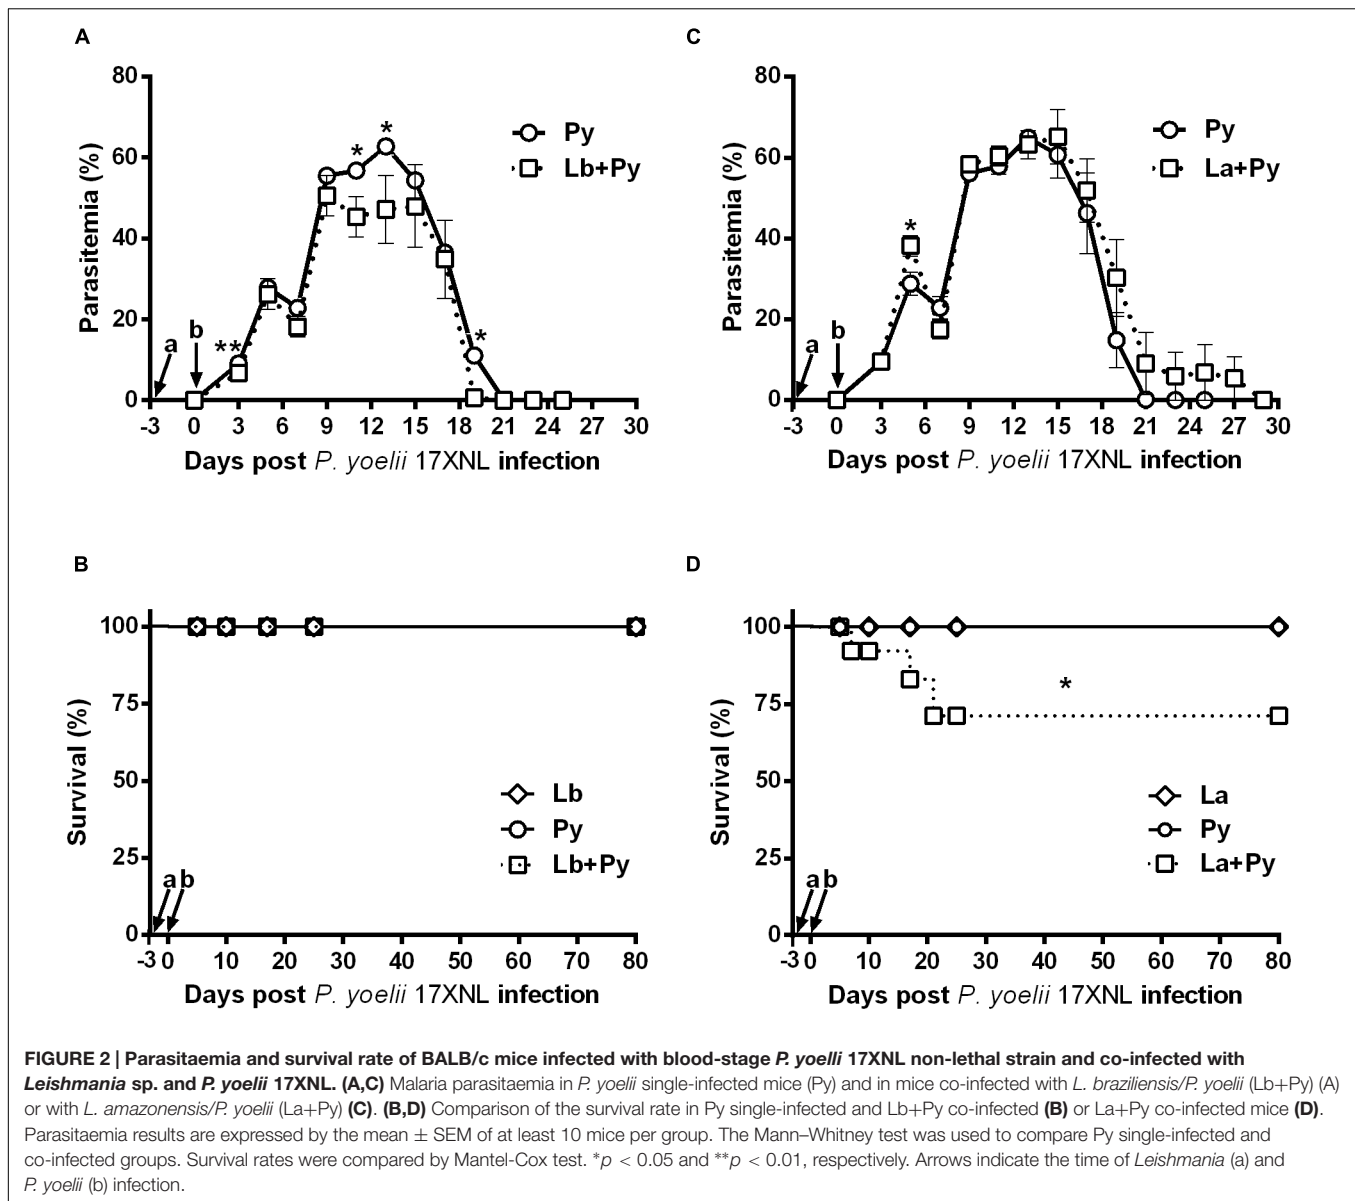 A
80
60
40
20
0
Parasitemia (%)
Py
Lb+Py
*
*
**
*
a
b
-3 0 3 6 9 12 15 18 21 24 27 30
Days post P. yoelii 17XNL infection
C
80
60
40
20
0
Parasitemia (%)
Py
La+Py
*
a
b
-3 0 3 6 9 12 15 18 21 24 27 30
Days post P. yoelii 17XNL infection
B
100
75
50
25
0
Survival (%)
Lb
Py
Lb+Py
a b
-3 0 10 20 30 40 50 60 70 80
Days post P. yoelii 17XNL infection
D
100
75
50
25
0
Survival (%)
*
La
Py
La+Py
a b
-3 0 10 20 30 40 50 60 70 80
Days post P. yoelii 17XNL infection
FIGURE 2 | Parasitaemia and survival rate of BALB/c mice infected with blood-stage P. yoelli 17XNL non-lethal strain and co-infected with
Leishmania sp. and P. yoelii 17XNL. (A,C) Malaria parasitaemia in P. yoelii single-infected mice (Py) and in mice co-infected with L. braziliensis/P. yoelii (Lb+Py) (A)
or with L. amazonensis/P. yoelii (La+Py) (C). (B,D) Comparison of the survival rate in Py single-infected and Lb+Py co-infected (B) or La+Py co-infected mice (D).
Parasitaemia results are expressed by the mean ± SEM of at least 10 mice per group. The Mann–Whitney test was used to compare Py single-infected and
co-infected groups. Survival rates were compared by Mantel-Cox test. *p < 0.05 and **p < 0.01, respectively. Arrows indicate the time of Leishmania (a) and
P. yoelii (b) infection.